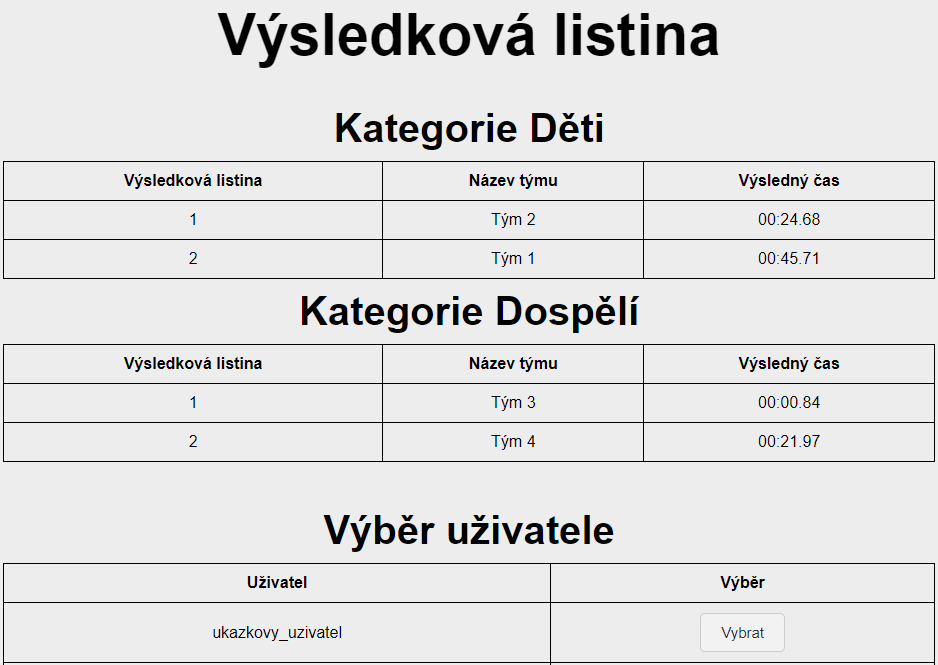 Výsledková listina
Kategorie Děti
Výsledková listina Název týmu Výsledný čas
1 Tým 2 00:24.68
2 Tým 1 00:45.71
Kategorie Dospělí
Výsledková listina Název týmu Výsledný čas
1 Tým 3 00:00.84
2 Tým 4 00:21.97
Výběr uživatele
Uživatel Výběr
ukazkovy_uzivatel Vybrat